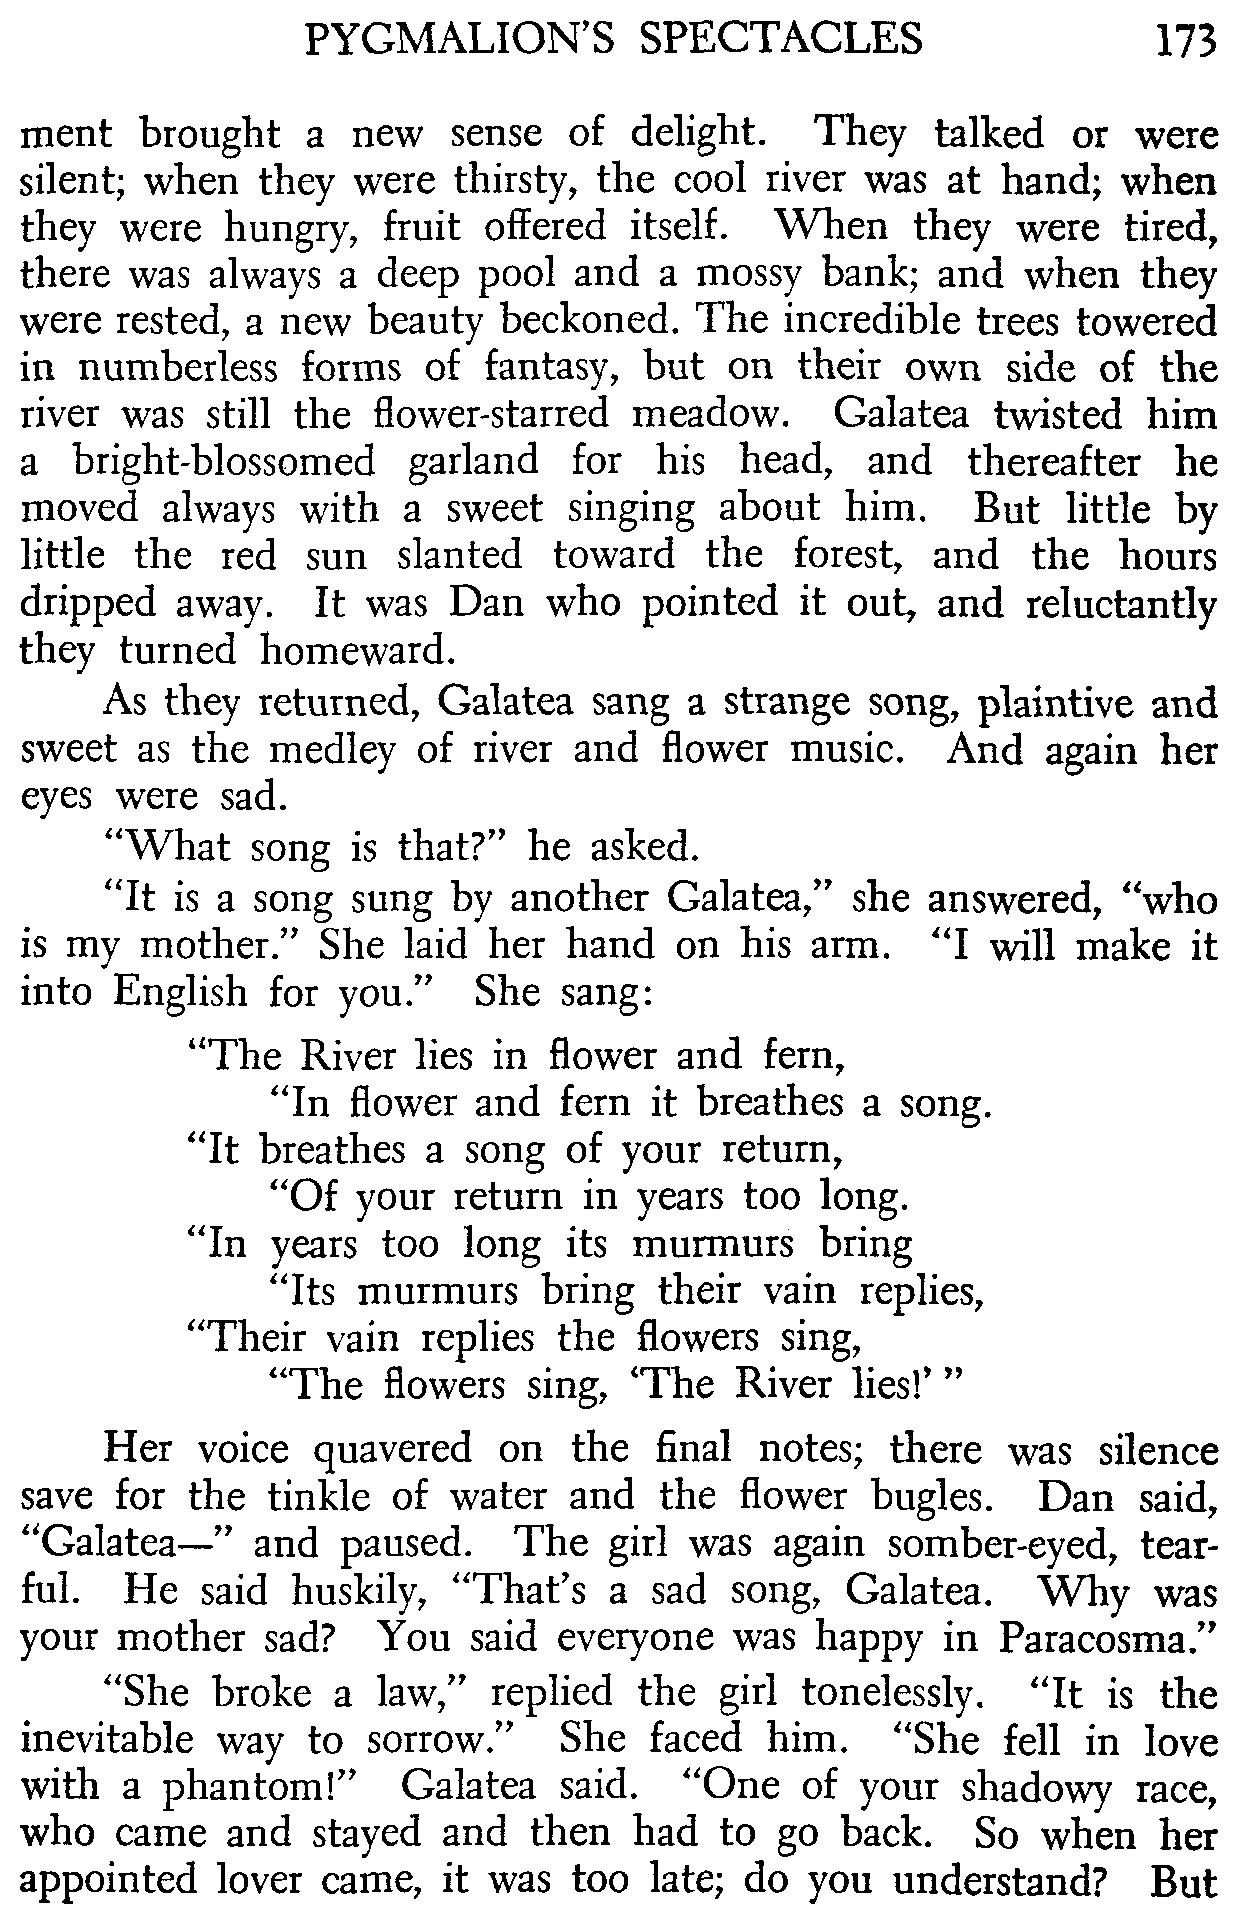 PYGMALION'S SPECTACLES 173
ment brought a new sense of delight. They talked or were
silent; when they were thirsty, the cool river was at hand; when
they were hungry, fruit offered itself. When they were tired,
there was always a deep pool and a mossy bank; and when they
were rested, a new beauty beckoned. The incredible trees towered
in numberless forms of fantasy, but on their own side of the
river was still the flower-starred meadow. Galatea twisted him
a bright-blossomed garland for his head, and thereafter he
moved always with a sweet singing about him. But little by
little the red sun slanted toward the forest, and the hours
dripped away. It was Dan who pointed it out, and reluctantly
they turned homeward.
As they returned, Galatea sang a strange song, plaintive and
sweet as the medley of river and flower music. And again her
eyes were sad.
“What song is that?” he asked.
“It is a song sung by another Galatea,” she answered, “who
is my mother.” She laid her hand on his arm. “I will make it
into English for you.” She sang:
“The River lies in flower and fern,
“In flower and fern it breathes a song.
“It breathes a song of your return,
“Of your return in years too long.
“In years too long its murmurs bring
“Its murmurs bring their vain replies,
“Their vain replies the flowers sing,
“The flowers sing, ‘The River lies!’ ”
Her voice quavered on the final notes; there was silence
save for the tinkle of water and the flower bugles. Dan said,
“Galatea—” and paused. The girl was again somber-eyed, tear-
ful. He said huskily, “That's a sad song, Galatea. Why was
your mother sad? You said everyone was happy in Paracosma.”
“She broke a law,” replied the girl tonelessly. “It is the
inevitable way to sorrow.” She faced him. “She fell in love
with a phantom!” Galatea said. “One of your shadowy race,
who came and stayed and then had to go back. So when her
appointed lover came, it was too late; do you understand? But